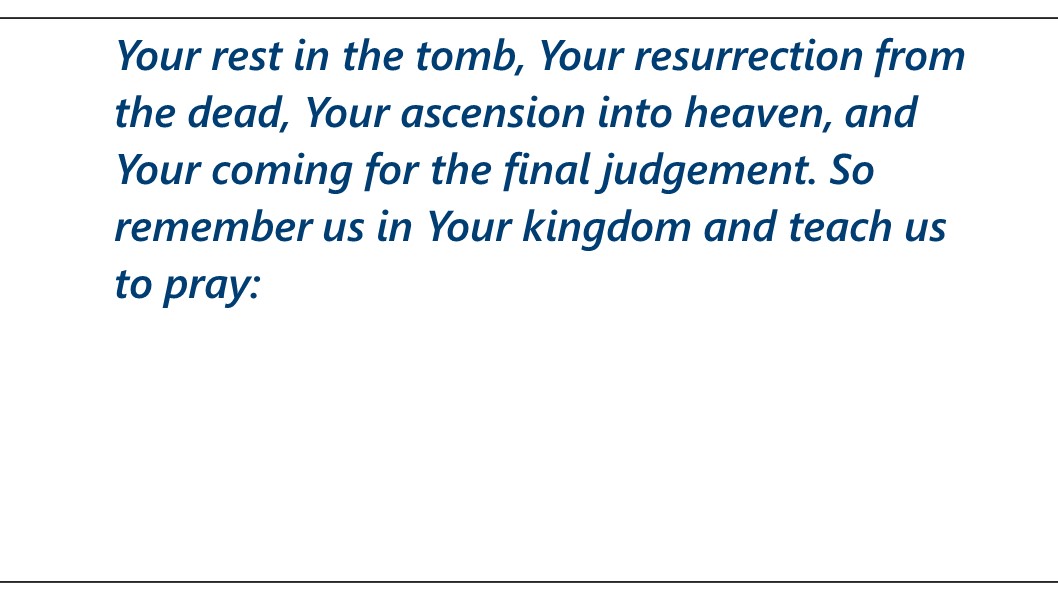 Your rest in the tomb, Your resurrection from
the dead, Your ascension into heaven, and
Your coming for the final judgement. So
remember us in Your kingdom and teach us
to pray: